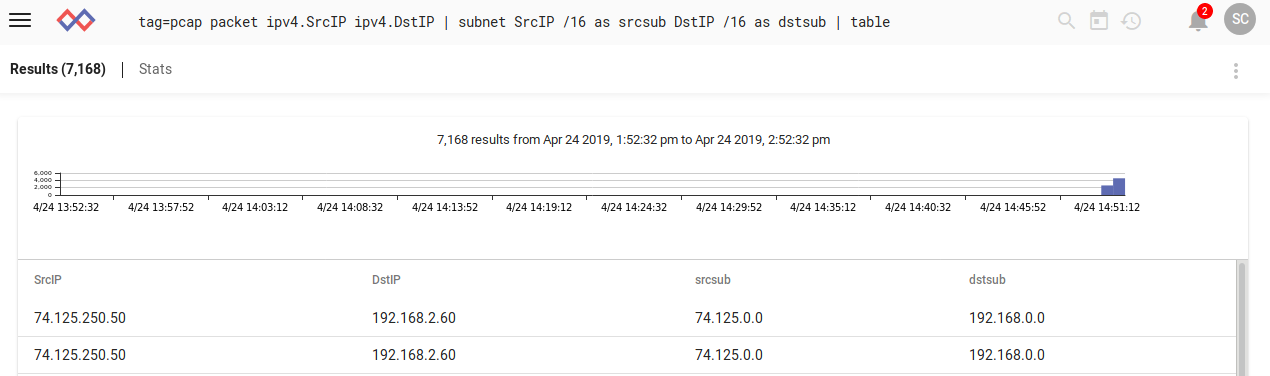 tag=pcap packet ipv4.SrcIP ipv4.DstIP | subnet SrcIP /16 as srcsub DstIP /16 as dstsub | table
2
SC
Results (7,168) | Stats
7,168 results from Apr 24 2019, 1:52:32 pm to Apr 24 2019, 2:52:32 pm
6,000
4,000
2,000
0
4/24 13:52:32 4/24 13:57:52 4/24 14:03:12 4/24 14:08:32 4/24 14:13:52 4/24 14:19:12 4/24 14:24:32 4/24 14:29:52 4/24 14:35:12 4/24 14:40:32 4/24 14:45:52 4/24 14:51:12
SrcIP DstIP srcsub dstsub
74.125.250.50 192.168.2.60 74.125.0.0 192.168.0.0
74.125.250.50 192.168.2.60 74.125.0.0 192.168.0.0